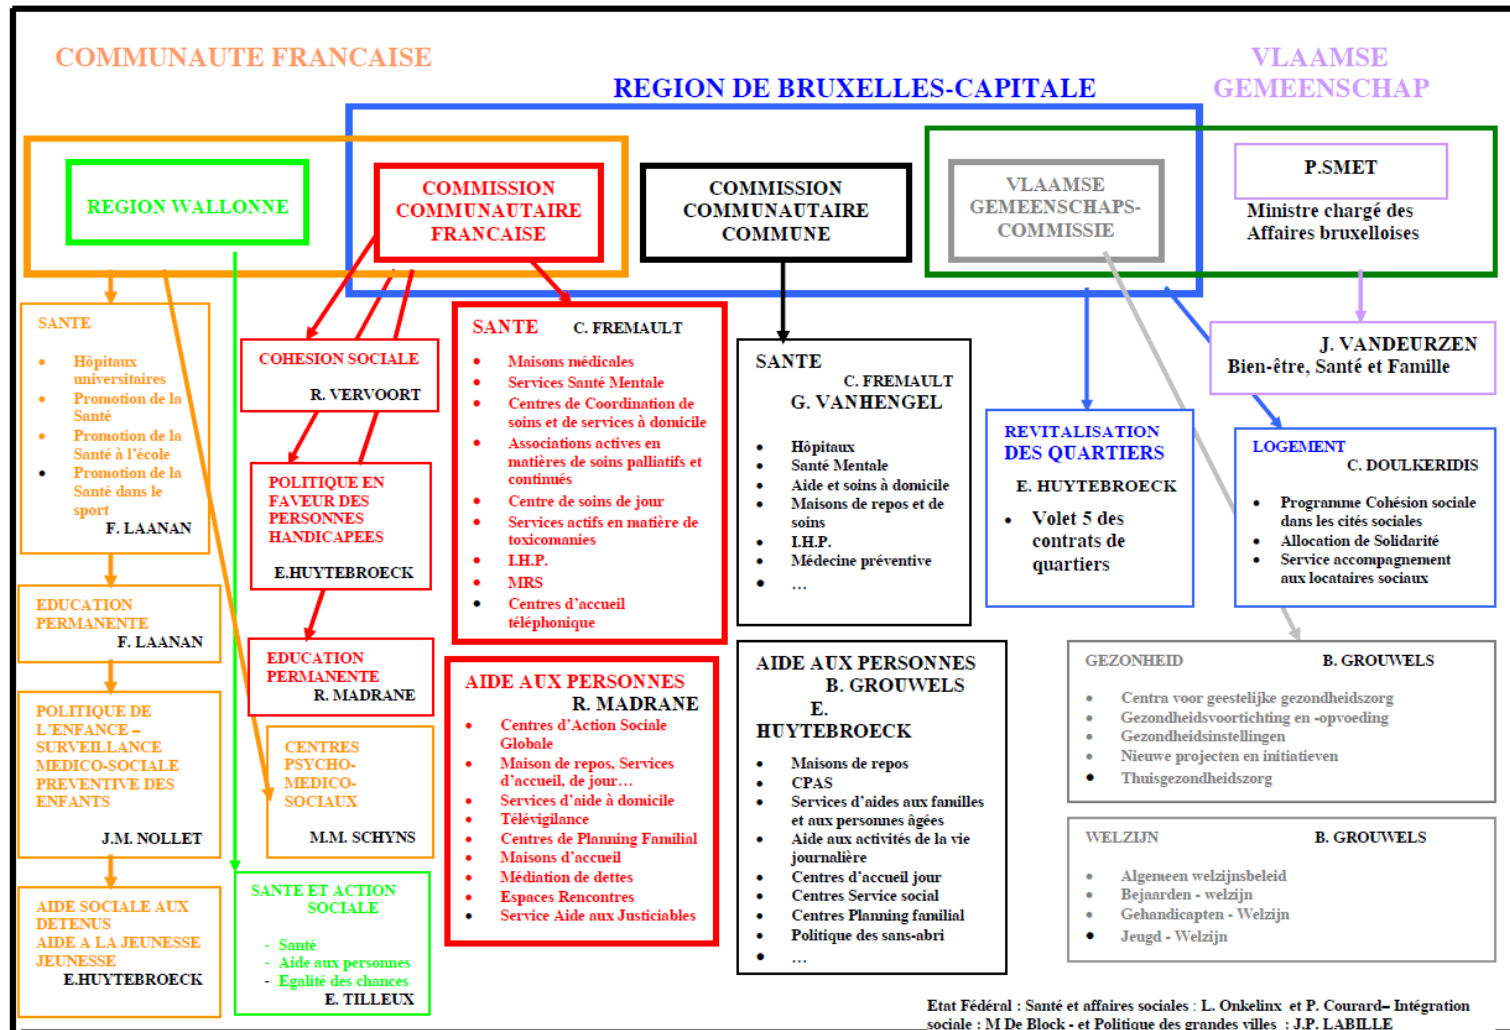 COMMUNAUTE FRANCAISE
REGION DE BRUXELLES-CAPITALE
VLAAMSE
GEMEENSCHAP
REGION WALLONNE
COMMISSION
COMMUNAUTAIRE
FRANCAISE
COMMISSION
COMMUNAUTAIRE
COMMUNE
VLAAMSE
GEMEENSCHAPS-
COMMISSIE
P.SMET
Ministre chargé des
Affaires bruxelloises
SANTE
• Hôpitaux
universitaires
• Promotion de la
Santé
• Promotion de la
Santé à l'école
• Promotion de la
Santé dans le
sport
F. LAANAN
EDUCATION
PERMANENTE
F. LAANAN
POLITIQUE DE
L'ENFANCE –
SURVEILLANCE
MEDICO-SOCIALE
PREVENTIVE DES
ENFANTS
J.M. NOLLET
AIDE SOCIALE AUX
DETENUS
AIDE A LA JEUNESSE
JEUNESSE
E.HUYTEBROECK
COHESION SOCIALE
R. VERVOORT
POLITIQUE EN
FAVEUR DES
PERSONNES
HANDICAPEES
E.HUYTEBROECK
EDUCATION
PERMANENTE
R. MADRANE
CENTRES
PSYCHO-
MEDICO-
SOCIAUX
M.M. SCHYNS
SANTE ET ACTION
SOCIALE
- Santé
- Aide aux personnes
- Egalité des chances
E. TILLEUX
SANTE C. FREMAULT
• Maisons médicales
• Services Santé Mentale
• Centres de Coordination de
soins et de services à domicile
• Associations actives en
matières de soins palliatifs et
continués
• Centre de soins de jour
• Services actifs en matière de
toxicomanies
• I.H.P.
• MRS
• Centres d'accueil
téléphonique
AIDE AUX PERSONNES
R. MADRANE
• Centres d'Action Sociale
Globale
• Maison de repos, Services
d'accueil, de jour…
• Services d'aide à domicile
• Télévigilance
• Centres de Planning Familial
• Maisons d'accueil
• Médiation de dettes
• Espaces Rencontres
• Service Aide aux Justiciables
SANTE
C. FREMAULT
G. VANHENGEL
• Hôpitaux
• Santé Mentale
• Aide et soins à domicile
• Maisons de repos et de
soins
• I.H.P.
• Médecine préventive
• …
AIDE AUX PERSONNES
B. GROUWELS
E.
HUYTEBROECK
• Maisons de repos
• CPAS
• Services d'aides aux familles
et aux personnes âgées
• Aide aux activités de la vie
journalière
• Centres d'accueil jour
• Centres Service social
• Centres Planning familial
• Politique des sans-abri
• …
REVITALISATION
DES QUARTIERS
E. HUYTEBROECK
• Volet 5 des
contrats de
quartiers
J. VANDEURZEN
Bien-être, Santé et Famille
LOGEMENT
C. DOULKERIDIS
• Programme Cohésion sociale
dans les cités sociales
• Allocation de Solidarité
• Service accompagnement
aux locataires sociaux
GEZONHEID B. GROUWELS
• Centra voor geestelijke gezondheidszorg
• Gezondheidsvoortichting en -opvoeding
• Gezondheidsinstellingen
• Nieuwe projecten en initiatieven
• Thuisgezondheidszorg
WELZIJN B. GROUWELS
• Algemeen welzijnsbeleid
• Bejaarden - welzijn
• Gehandicapten - Welzijn
• Jeugd - Welzijn
Etat Fédéral : Santé et affaires sociales : L. Onkelinx et P. Courard– Intégration
sociale : M De Block - et Politique des grandes villes : J.P. LABILLE